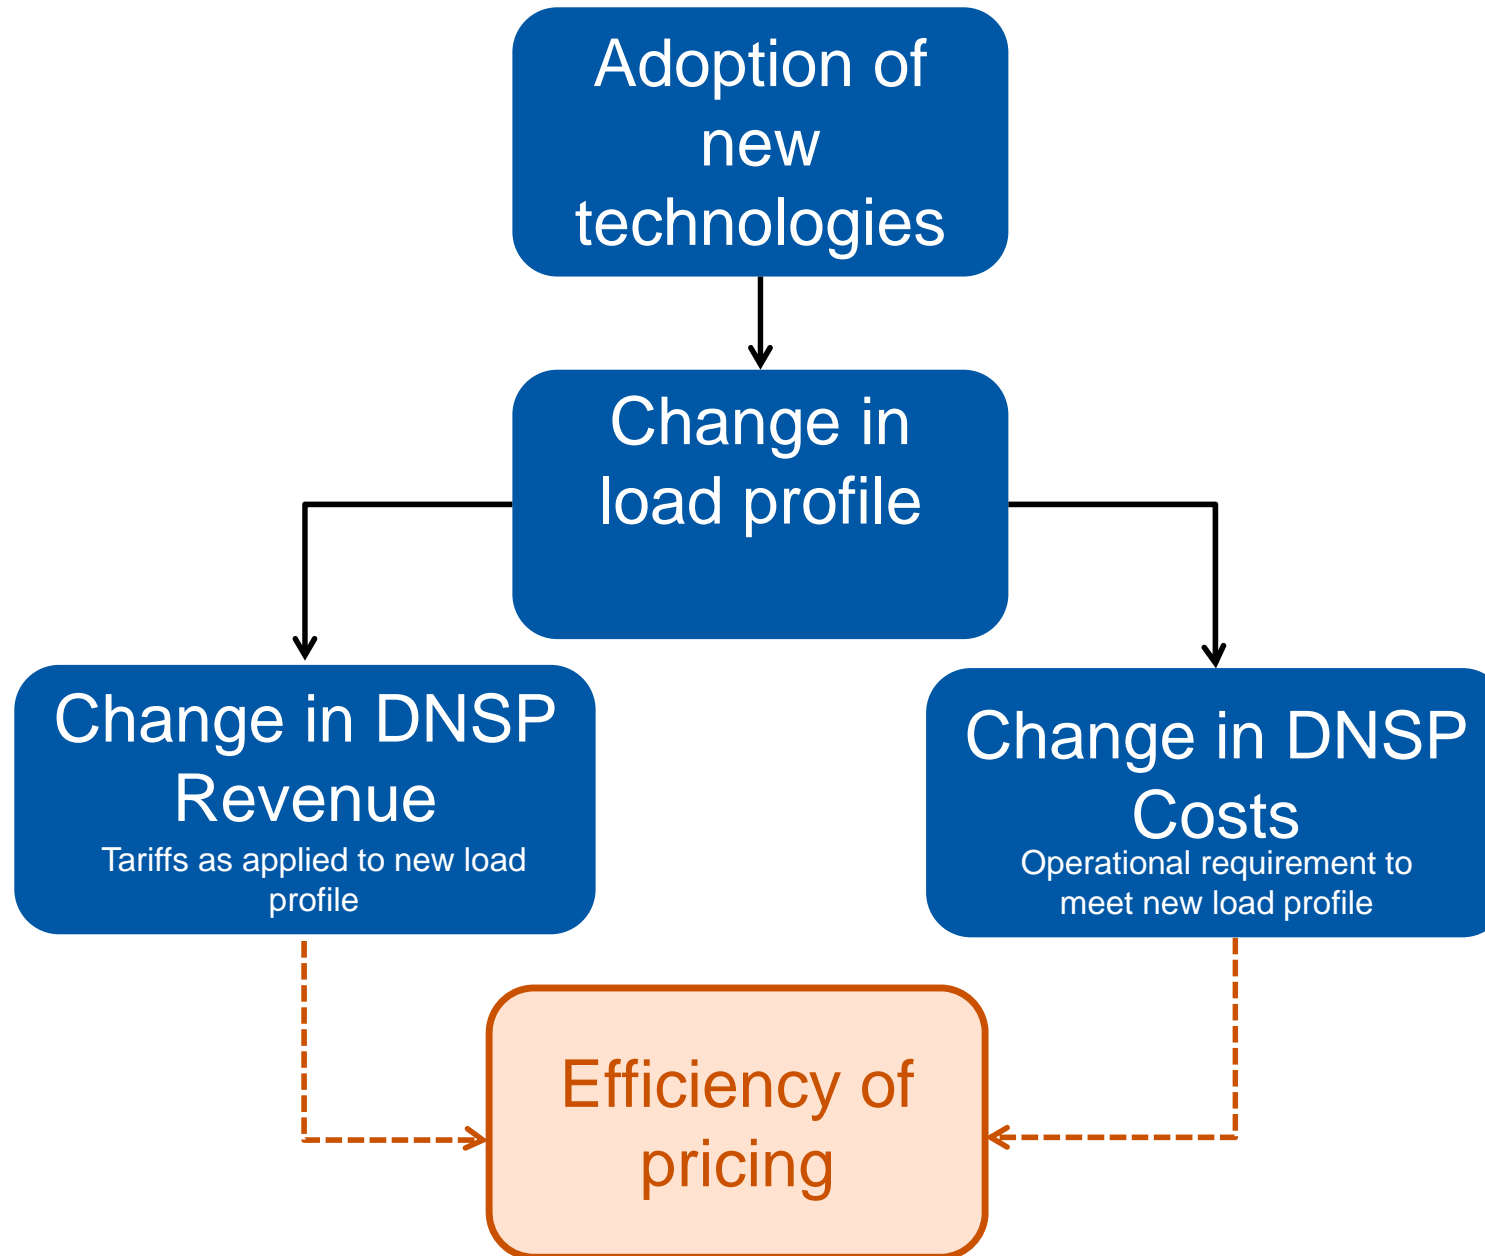 Adoption of
new
technologies
Change in
load profile
Change in DNSP
Revenue
Tariffs as applied to new load
profile
Change in DNSP
Costs
Operational requirement to
meet new load profile
Efficiency of
pricing